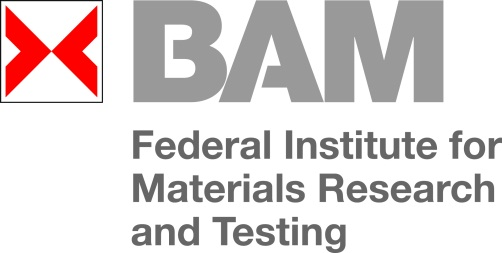 BAM
Federal Institute for
Materials Research
and Testing